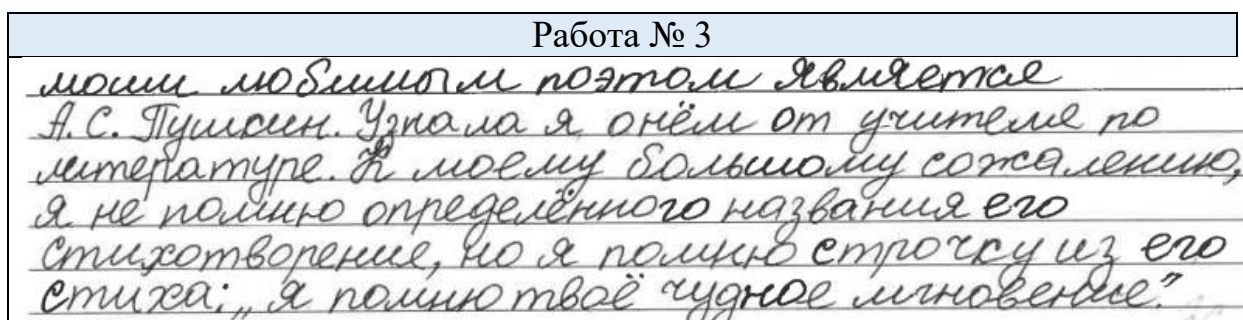 Работа № 3
моим любимым поэтом является
А.С. Пушкин. Узнала я онём от учителя по
литературе. К моему большому сожалению,
я не помню определённого названия его
стихотворение, но я помню строчку из его
стиха: „я помню твоё чудное мгновение."